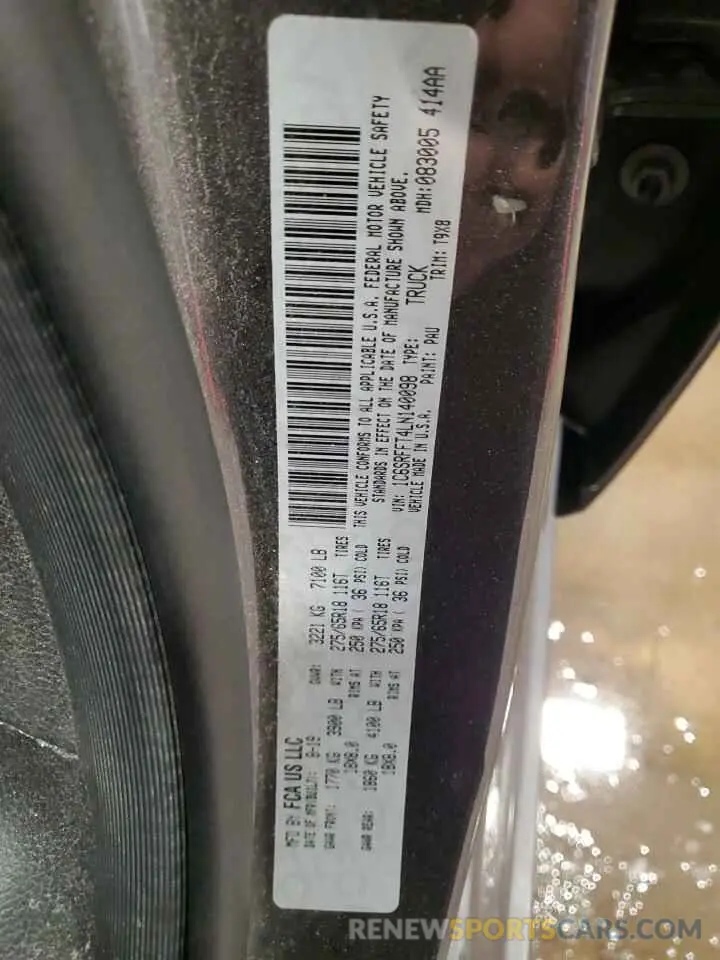 MFD BY FCA US LLC
DATE OF MFR/BUILT: 8-19 GVWR: 3221 KG 7100 LB
GAWR FRONT: 1770 KG 3900 LB WITH 275/65R18 116T TIRES
18X8.0 RIMS AT 250 KPA ( 36 PSI) COLD
GAWR REAR: 1860 KG 4100 LB WITH 275/65R18 116T TIRES
18X8.0 RIMS AT 250 KPA ( 36 PSI) COLD
THIS VEHICLE CONFORMS TO ALL APPLICABLE U.S.A. FEDERAL MOTOR VEHICLE SAFETY
STANDARDS IN EFFECT ON THE DATE OF MANUFACTURE SHOWN ABOVE.
VIN: 1C6SRFFT4LN140098 TYPE: TRUCK MDH:083005 414AA
VEHICLE MADE IN U.S.A. PAINT: PAU TRIM: T9X8
RENEWSPORTSCARS.COM